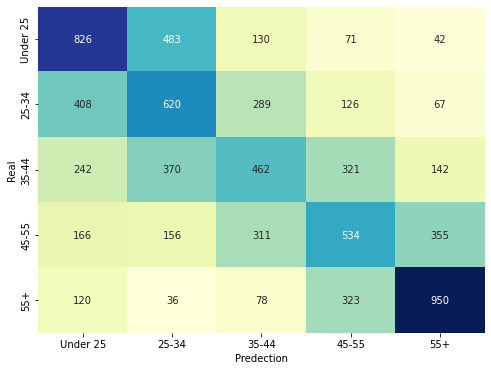 Under 25 826 483 130 71 42
25-34 408 620 289 126 67
35-44 242 370 462 321 142
45-55 166 156 311 534 355
55+ 120 36 78 323 950
Real
Under 25 25-34 35-44 45-55 55+
Predection